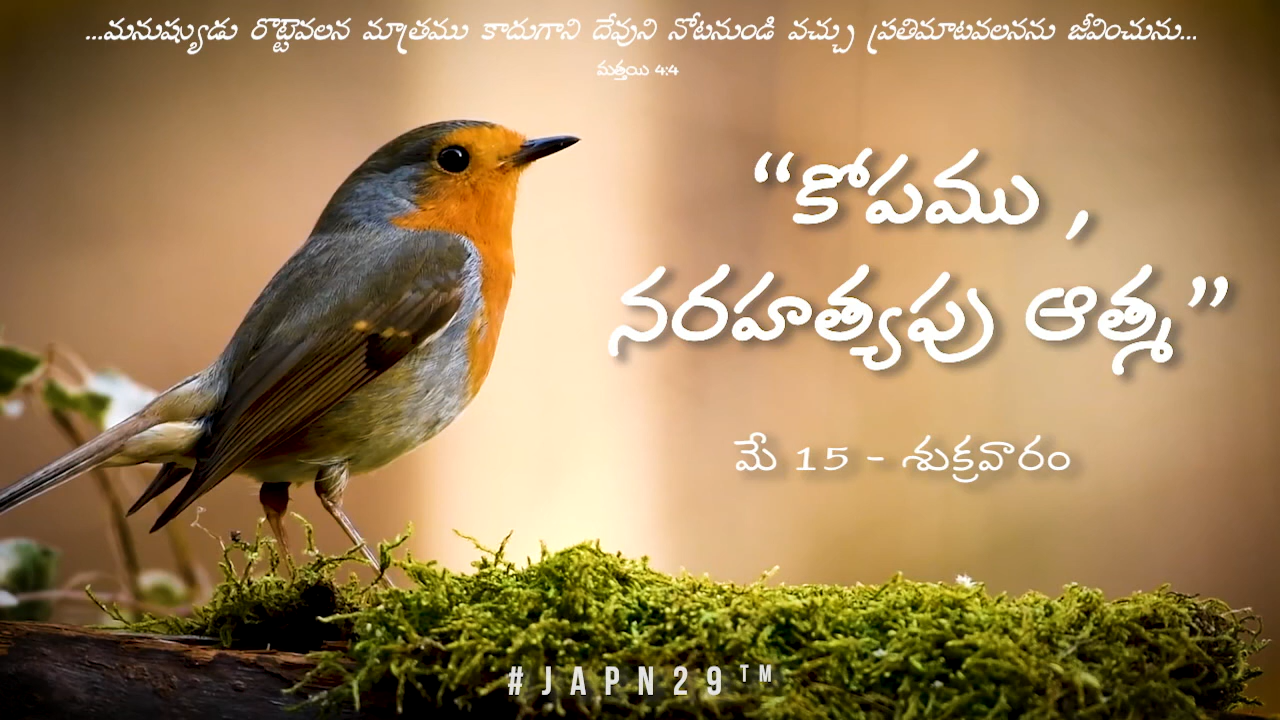 ...మనుష్యుడు రొట్టెవలన మాత్రము కాదుగాని దేవుని నోటనుండి వచ్చు ప్రతిమాటవలనను జీవించును...
మత్తయి 4:4
“కోపము ,
నరహత్యపు ఆత్మ”
మే 15 - శుక్రవారం
#JAPN29™